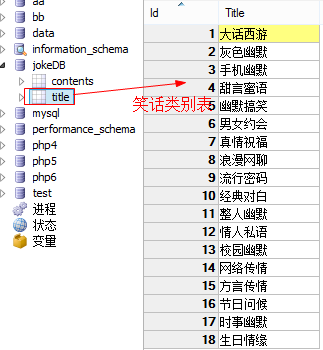 aa
bb
data
information_schema
jokeDB
contents
title
mysql
performance_schema
php4
php5
php6
test
进程
状态
变量
笑话类别表
Id Title
1 大话西游
2 灰色幽默
3 手机幽默
4 甜言蜜语
5 幽默搞笑
6 男女约会
7 真情祝福
8 浪漫网聊
9 流行密码
10 经典对白
11 整人幽默
12 情人私语
13 校园幽默
14 网络传情
15 方言传情
16 节日问候
17 时事幽默
18 生日情缘